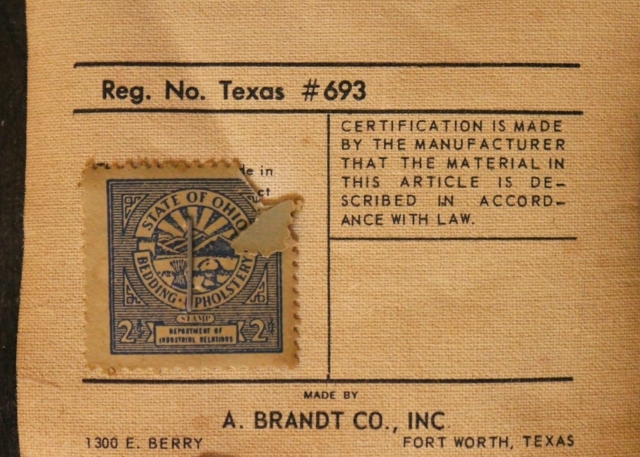 Reg. No. Texas #693
CERTIFICATION IS MADE
BY THE MANUFACTURER
THAT THE MATERIAL IN
THIS ARTICLE IS DE-
SCRIBED IN ACCORD-
ANCE WITH LAW.
in
STATE OF OHIO
BEDDING · UPHOLSTERY
STAMP
2 2
DEPARTMENT OF
INDUSTRIAL RELATIONS
MADE BY
A. BRANDT CO., INC
1300 E. BERRY FORT WORTH, TEXAS